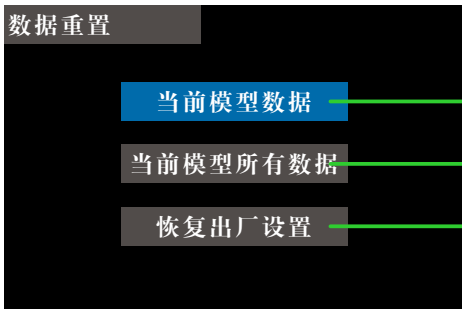 数据重置
当前模型数据
当前模型所有数据
恢复出厂设置